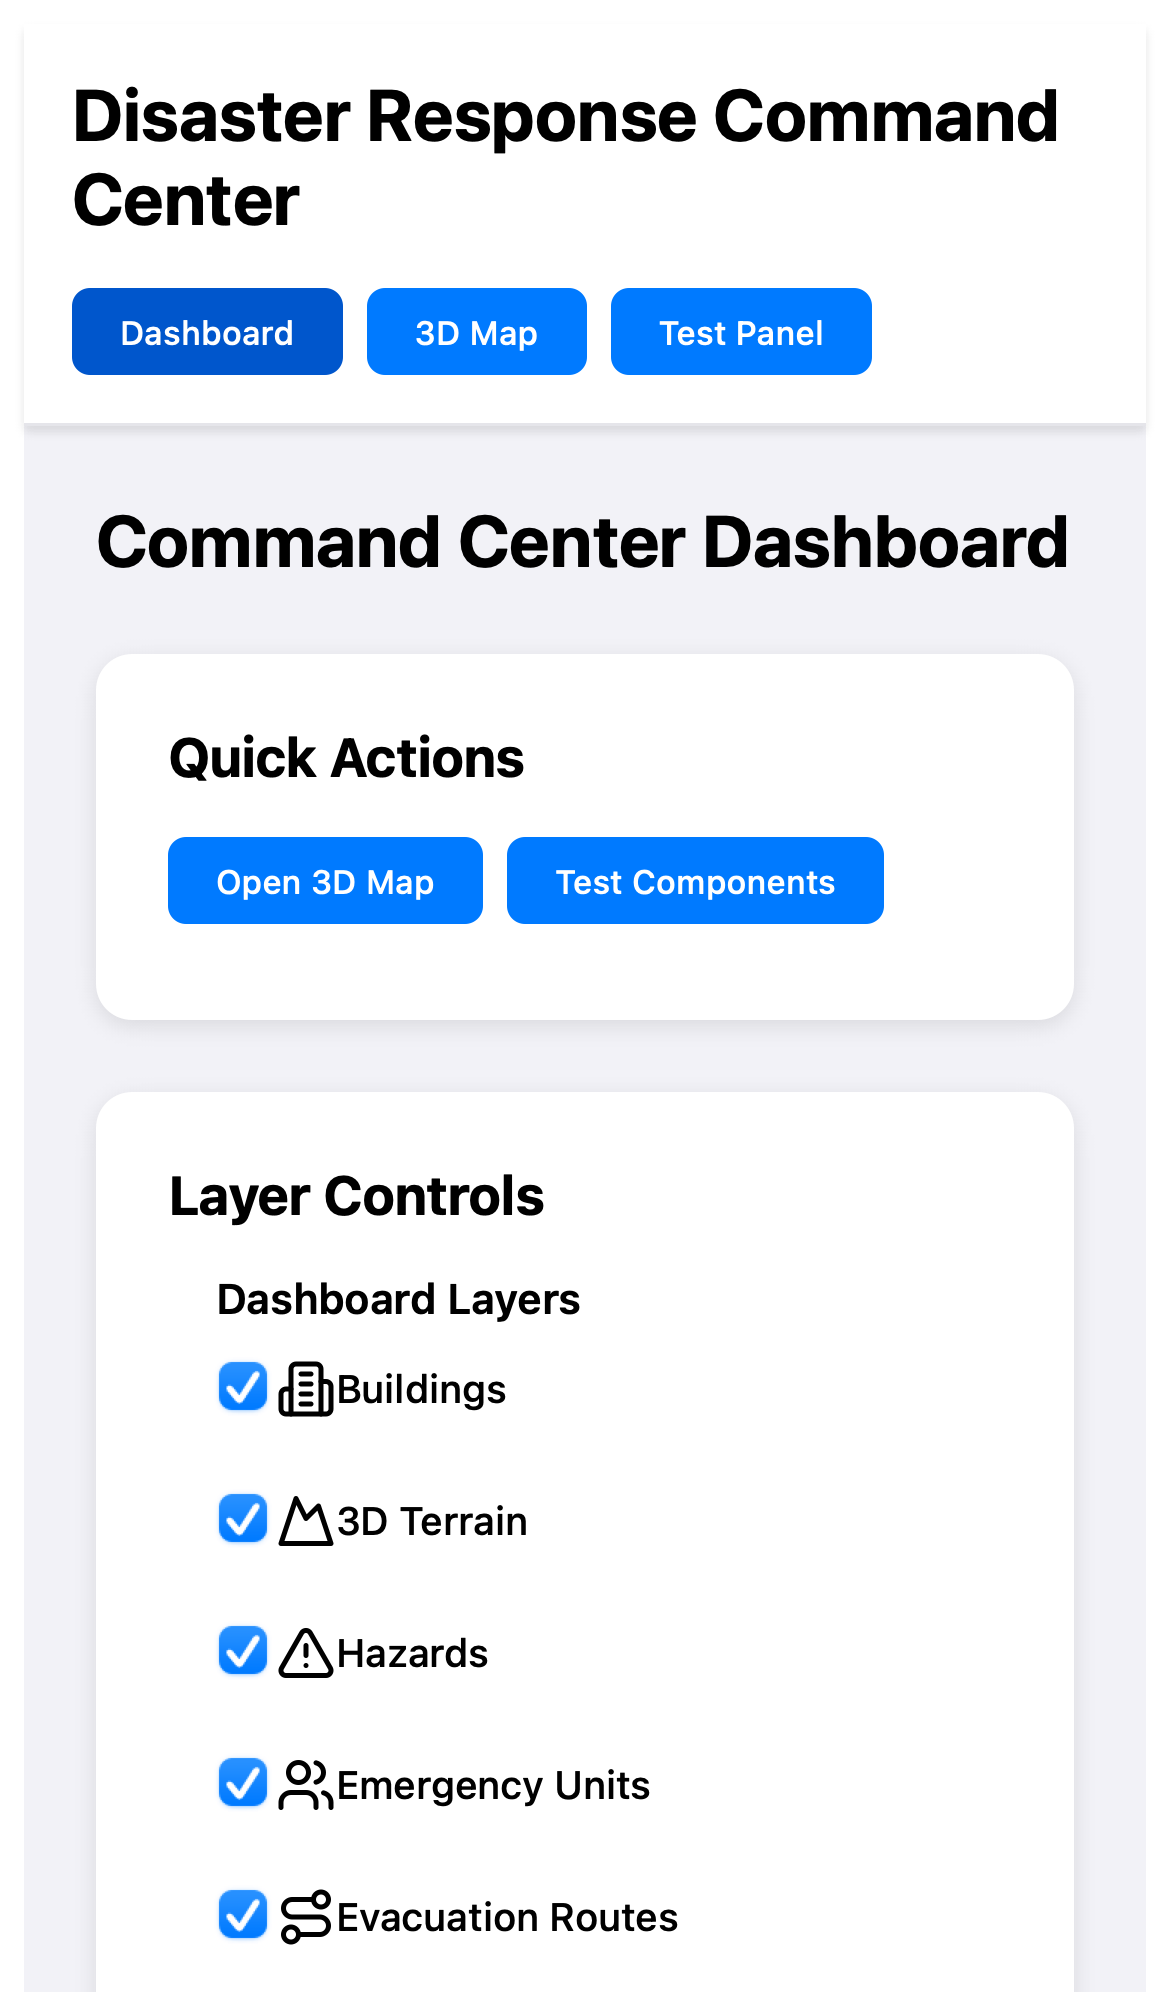 Disaster Response Command
Center
Dashboard
3D Map
Test Panel
Command Center Dashboard
Quick Actions
Open 3D Map
Test Components
Layer Controls
Dashboard Layers
Buildings
3D Terrain
Hazards
Emergency Units
Evacuation Routes